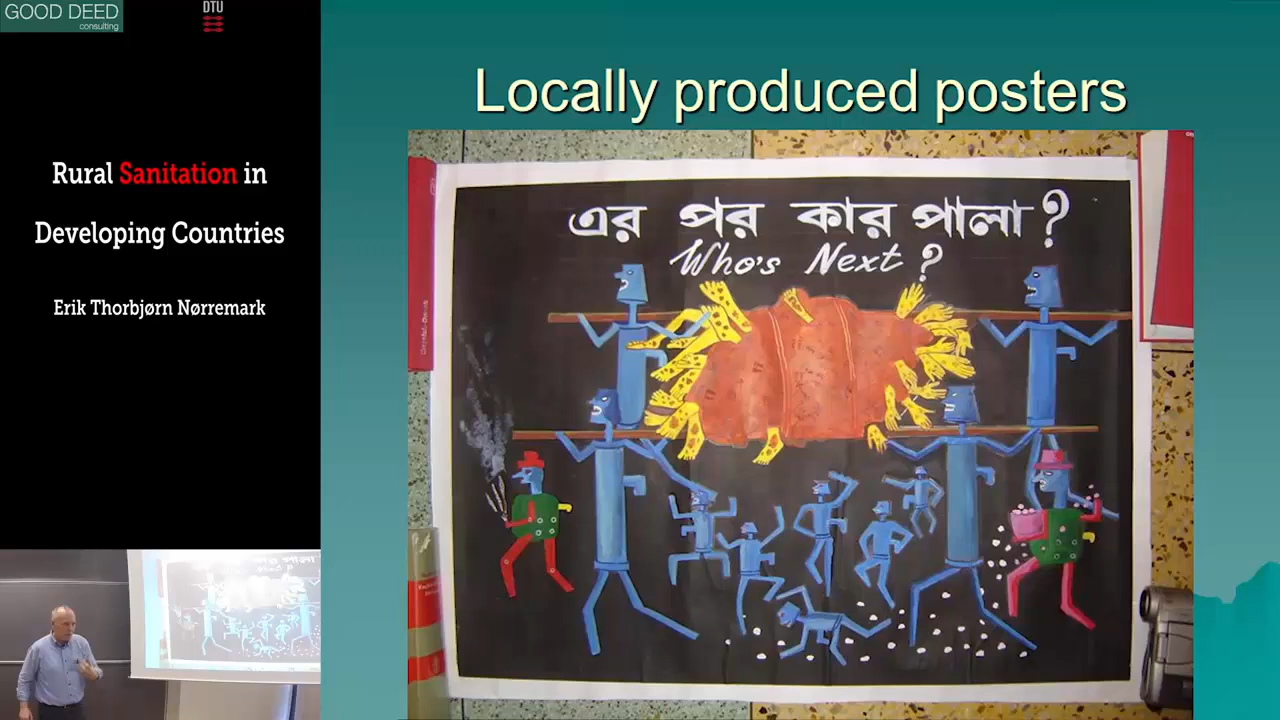 GOOD DEED
consulting
DTU
Rural Sanitation in
Developing Countries
Erik Thorbjørn Nørremark
Locally produced posters
এর পর কার পালা?
Who's Next?